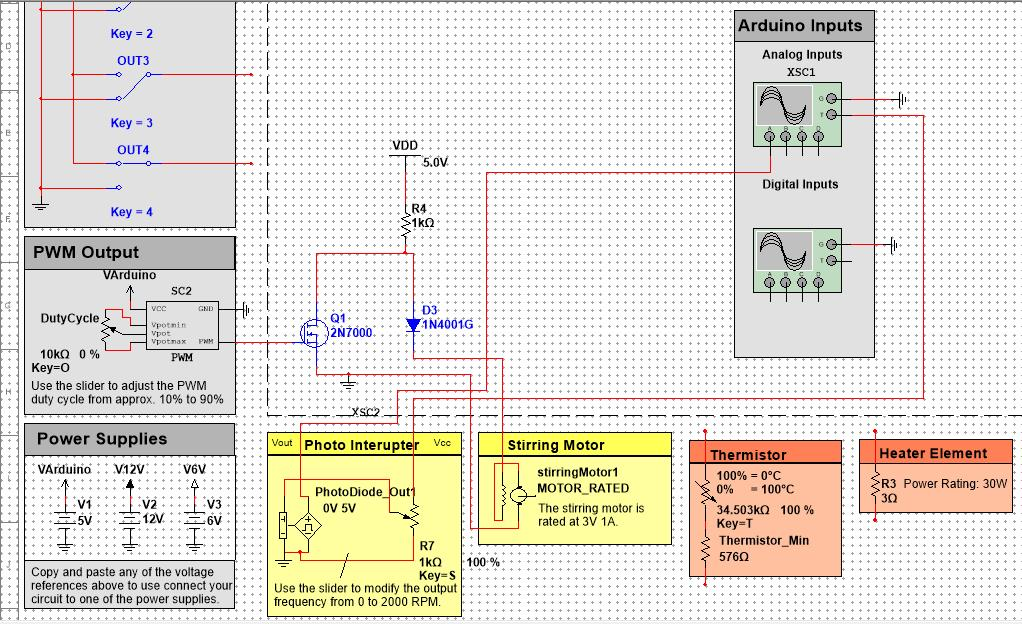 Key = 2
OUT3
Key = 3
OUT4
Key = 4
D
E
F
G
H
PWM Output
VArduino
SC2
VCC GND
Vpotmin
Vpot
Vpotmax PWM
DutyCycle
10kΩ 0 %
Key=O
PWM
Use the slider to adjust the PWM
duty cycle from approx. 10% to 90%
Power Supplies
VArduino V12V V6V
V1
5V
V2
12V
V3
6V
Copy and paste any of the voltage
references above to use connect your
circuit to one of the power supplies.
VDD
5.0V
R4
1kΩ
Q1
2N7000
D3
1N4001G
XSC2
Vout Photo Interupter Vcc
PhotoDiode_Out1
0V 5V
R7
1kΩ 100 %
Key=S
Use the slider to modify the output
frequency from 0 to 2000 RPM.
Stirring Motor
stirringMotor1
MOTOR_RATED
The stirring motor is
rated at 3V 1A.
Arduino Inputs
Analog Inputs
XSC1
G
T
A B C D
Digital Inputs
G
T
A B C D
Thermistor
100% = 0°C
0% = 100°C
34.503kΩ 100 %
Key=T
Thermistor_Min
576Ω
Heater Element
R3 Power Rating: 30W
3Ω